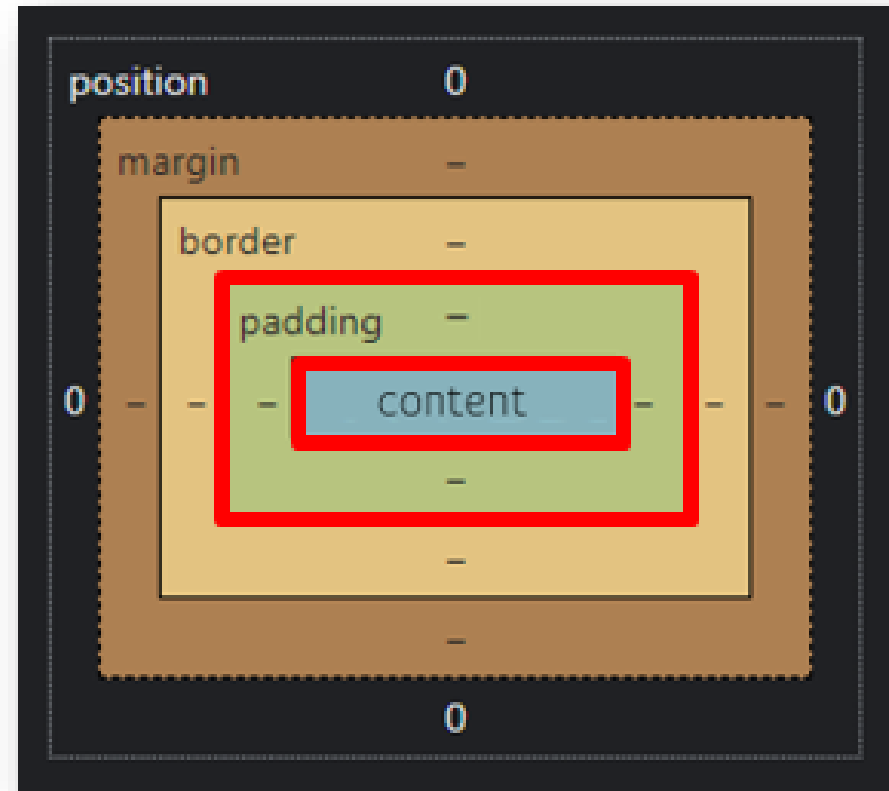 position 0
margin –
border –
padding –
0 – – – content – – – 0
–
–
–
0